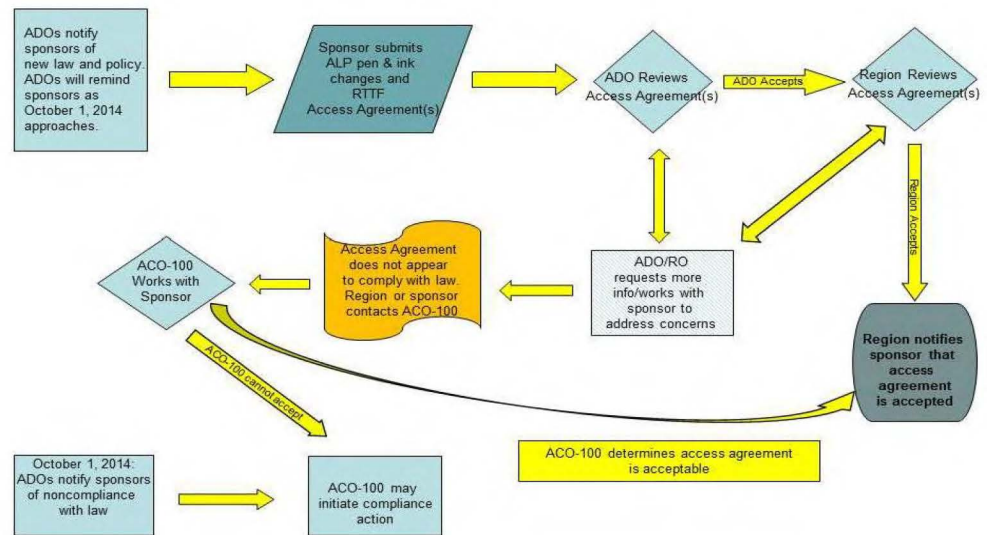 ADOs notify
sponsors of
new law and policy.
ADOs will remind
sponsors as
October 1, 2014
approaches.
Sponsor submits
ALP pen & ink
changes and
RTTF
Access Agreement(s)
ADO Reviews
Access Agreement(s)
ADO Accepts
Region Reviews
Access Agreement(s)
Region Accepts
ACO-100
Works with
Sponsor
Access Agreement
does not appear
to comply with law.
Region or sponsor
contacts ACO-100
ADO/RO
requests more
info/works with
sponsor to
address concerns
Region notifies
sponsor that
access
agreement
is accepted
ACO-100 cannot accept
ACO-100 determines access agreement
is acceptable
October 1, 2014:
ADOs notify sponsors
of noncompliance
with law
ACO-100 may
initiate compliance
action